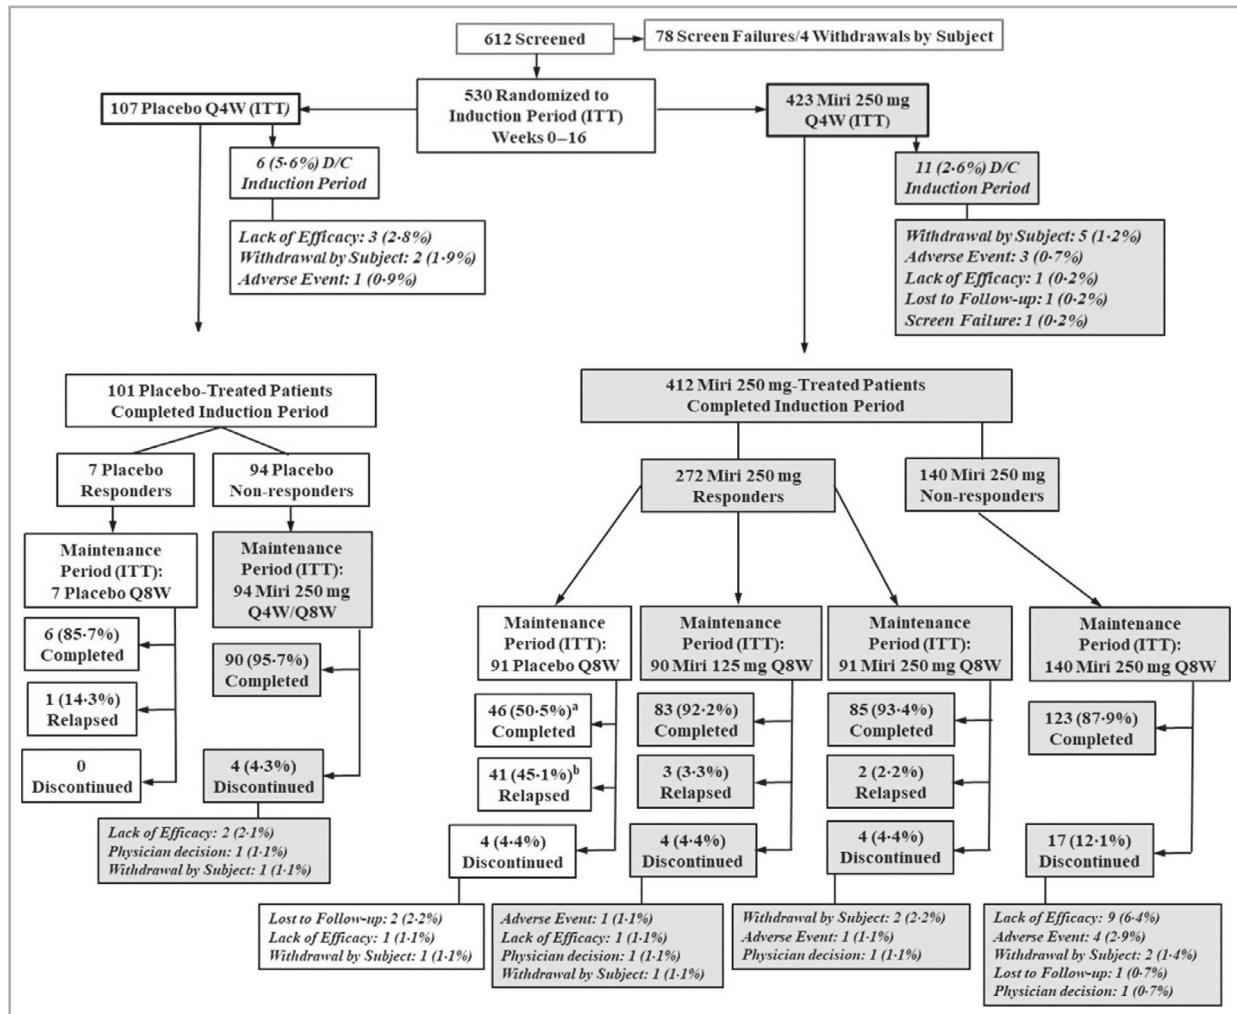 612 Screened
78 Screen Failures/4 Withdrawals by Subject
107 Placebo Q4W (ITT)
530 Randomized to
Induction Period (ITT)
Weeks 0–16
423 Miri 250 mg
Q4W (ITT)
6 (5·6%) D/C
Induction Period
Lack of Efficacy: 3 (2·8%)
Withdrawal by Subject: 2 (1·9%)
Adverse Event: 1 (0·9%)
11 (2·6%) D/C
Induction Period
Withdrawal by Subject: 5 (1·2%)
Adverse Event: 3 (0·7%)
Lack of Efficacy: 1 (0·2%)
Lost to Follow-up: 1 (0·2%)
Screen Failure: 1 (0·2%)
101 Placebo-Treated Patients
Completed Induction Period
412 Miri 250 mg-Treated Patients
Completed Induction Period
7 Placebo
Responders
94 Placebo
Non-responders
272 Miri 250 mg
Responders
140 Miri 250 mg
Non-responders
Maintenance
Period (ITT):
7 Placebo Q8W
6 (85·7%)
Completed
1 (14·3%)
Relapsed
0
Discontinued
Maintenance
Period (ITT):
94 Miri 250 mg
Q4W/Q8W
90 (95·7%)
Completed
4 (4·3%)
Discontinued
Lack of Efficacy: 2 (2·1%)
Physician decision: 1 (1·1%)
Withdrawal by Subject: 1 (1·1%)
Maintenance
Period (ITT):
91 Placebo Q8W
46 (50·5%)a
Completed
41 (45·1%)b
Relapsed
4 (4·4%)
Discontinued
Lost to Follow-up: 2 (2·2%)
Lack of Efficacy: 1 (1·1%)
Withdrawal by Subject: 1 (1·1%)
Maintenance
Period (ITT):
90 Miri 125 mg Q8W
83 (92·2%)
Completed
3 (3·3%)
Relapsed
4 (4·4%)
Discontinued
Adverse Event: 1 (1·1%)
Lack of Efficacy: 1 (1·1%)
Physician decision: 1 (1·1%)
Withdrawal by Subject: 1 (1·1%)
Maintenance
Period (ITT):
91 Miri 250 mg Q8W
85 (93·4%)
Completed
2 (2·2%)
Relapsed
4 (4·4%)
Discontinued
Withdrawal by Subject: 2 (2·2%)
Adverse Event: 1 (1·1%)
Physician decision: 1 (1·1%)
Maintenance
Period (ITT):
140 Miri 250 mg Q8W
123 (87·9%)
Completed
17 (12·1%)
Discontinued
Lack of Efficacy: 9 (6·4%)
Adverse Event: 4 (2·9%)
Withdrawal by Subject: 2 (1·4%)
Lost to Follow-up: 1 (0·7%)
Physician decision: 1 (0·7%)